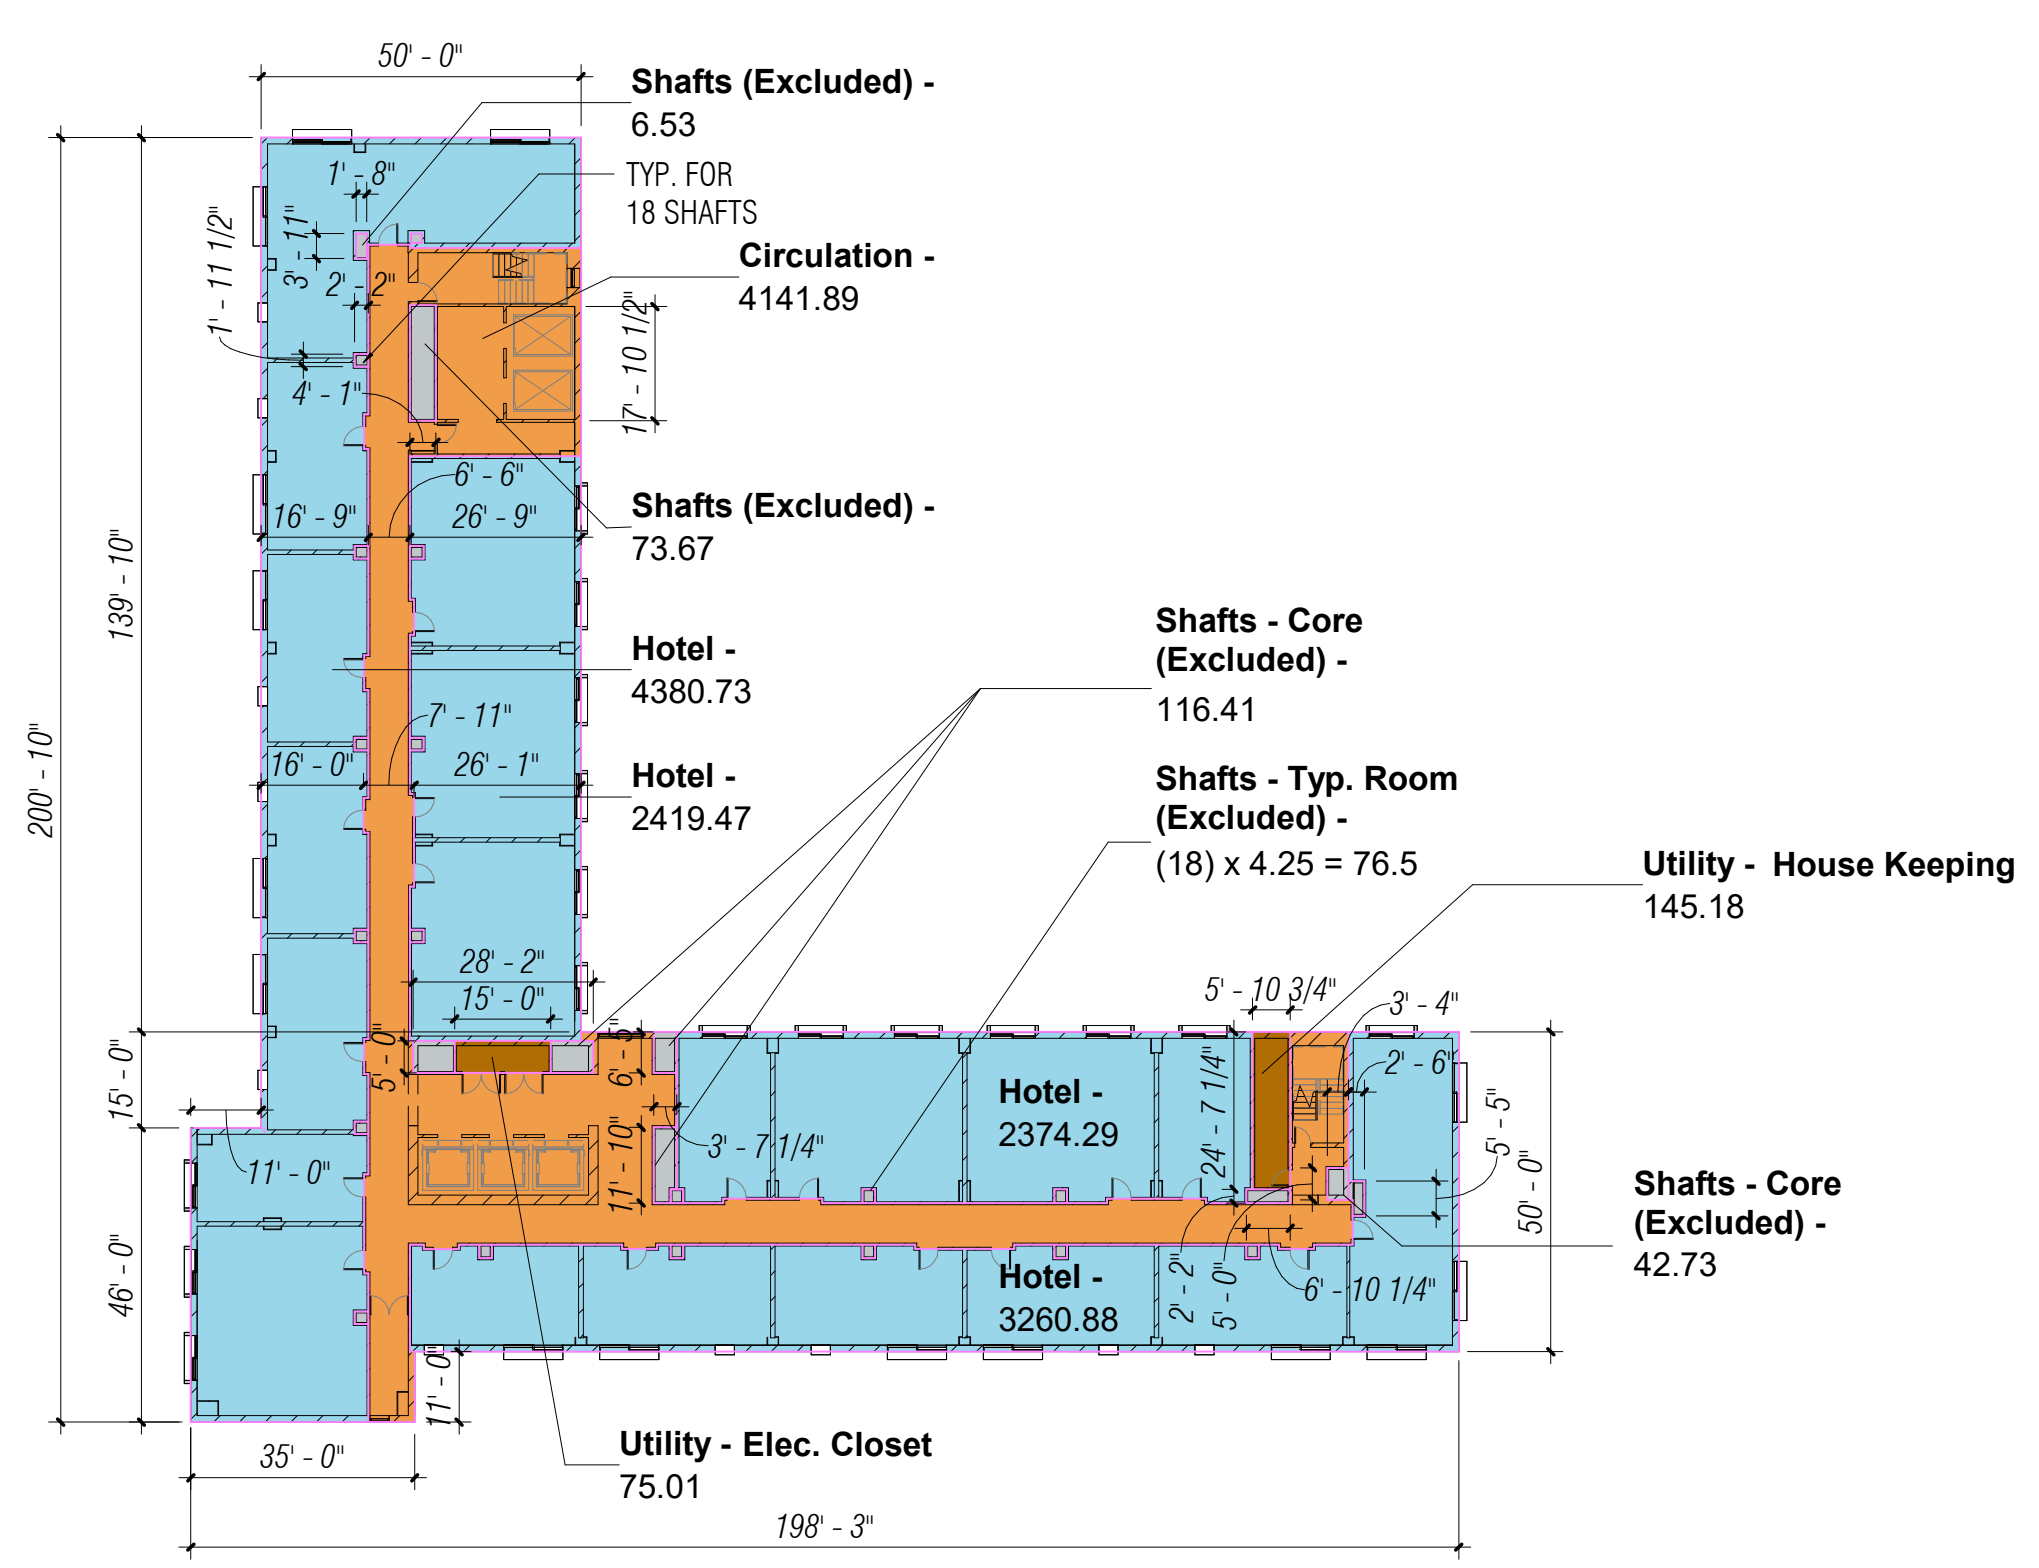 50' - 0"
Shafts (Excluded) -
6.53
1' - 8"
TYP. FOR
18 SHAFTS
1' - 11 1/2"
3' - 11"
2' - 2"
Circulation -
4141.89
17' - 10 1/2"
4' - 1"
6' - 6"
16' - 9"
26' - 9"
Shafts (Excluded) -
73.67
139' - 10"
200' - 10"
Hotel -
4380.73
7' - 11"
16' - 0"
26' - 1"
Hotel -
2419.47
Shafts - Core
(Excluded) -
116.41
Shafts - Typ. Room
(Excluded) -
(18) x 4.25 = 76.5
Utility - House Keeping
145.18
28' - 2"
15' - 0"
5' - 10 3/4"
3' - 4"
2' - 6"
15' - 0"
5' - 0"
6' - 5"
Hotel -
2374.29
24' - 7 1/4"
5' - 5"
50' - 0"
11' - 0"
3' - 7 1/4"
11' - 10"
Shafts - Core
(Excluded) -
42.73
46' - 0"
Hotel -
3260.88
2' - 2"
5' - 0"
6' - 10 1/4"
11' - 0"
Utility - Elec. Closet
75.01
35' - 0"
198' - 3"